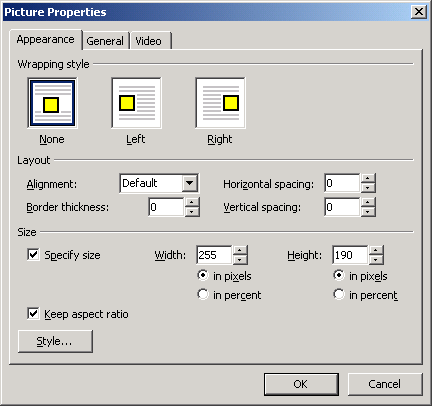 Picture Properties
Appearance General Video
Wrapping style
None Left Right
Layout
Alignment: Default Horizontal spacing: 0
Border thickness: 0 Vertical spacing: 0
Size
Specify size Width: 255 Height: 190
in pixels in pixels
in percent in percent
Keep aspect ratio
Style...
OK Cancel